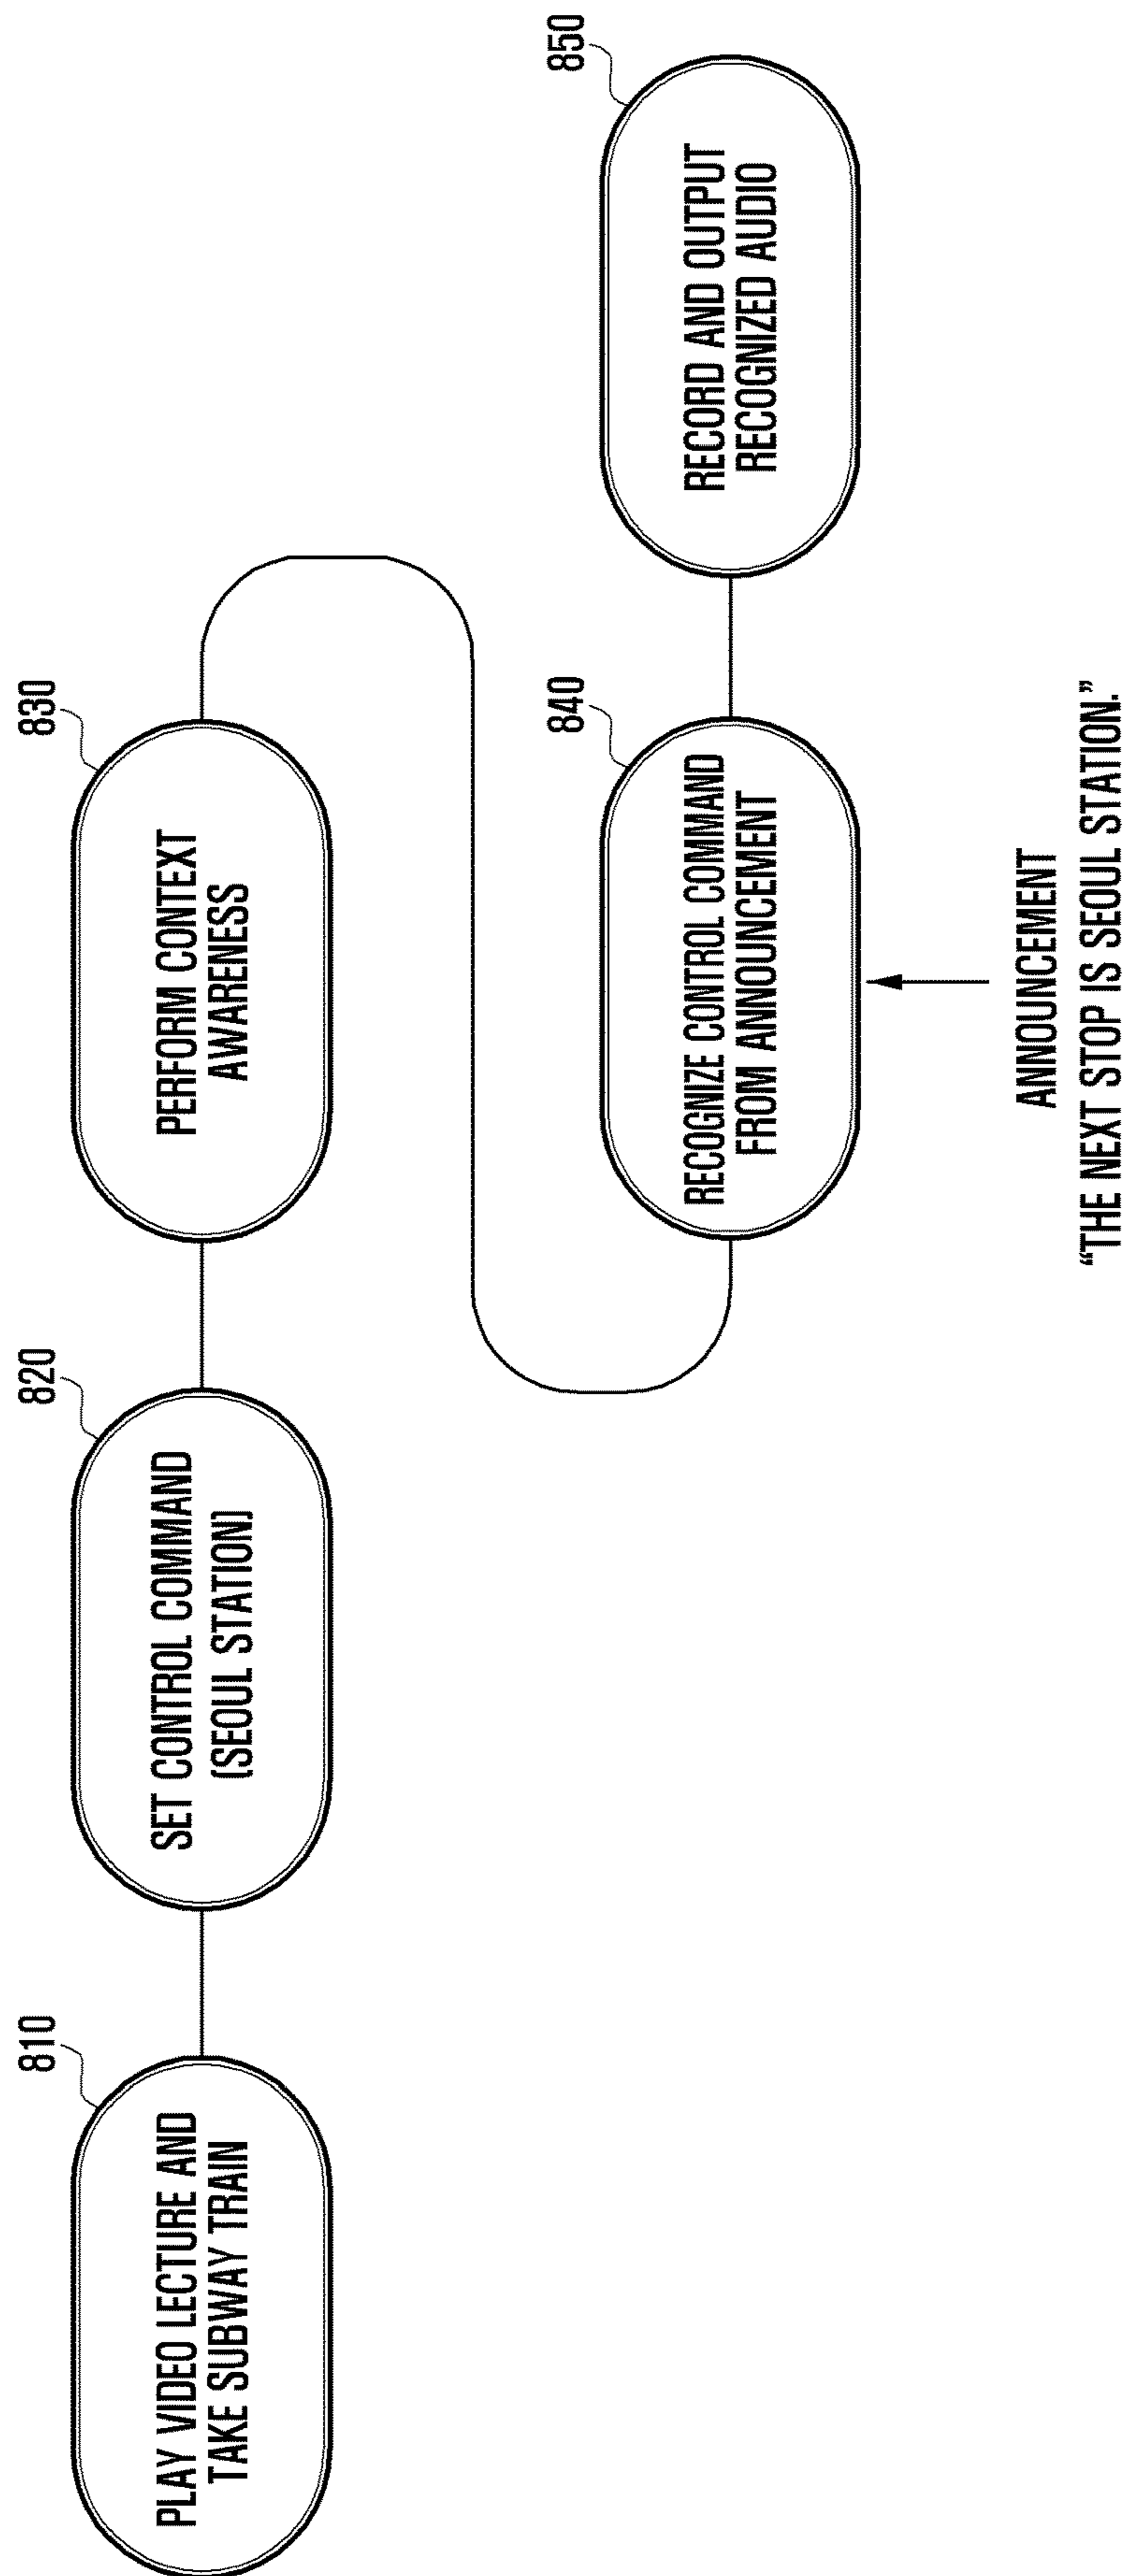 810
PLAY VIDEO LECTURE AND
TAKE SUBWAY TRAIN
820
SET CONTROL COMMAND
(SEOUL STATION)
830
PERFORM CONTEXT
AWARENESS
840
RECOGNIZE CONTROL COMMAND
FROM ANNOUNCEMENT
850
RECORD AND OUTPUT
RECOGNIZED AUDIO
ANNOUNCEMENT
“THE NEXT STOP IS SEOUL STATION.”